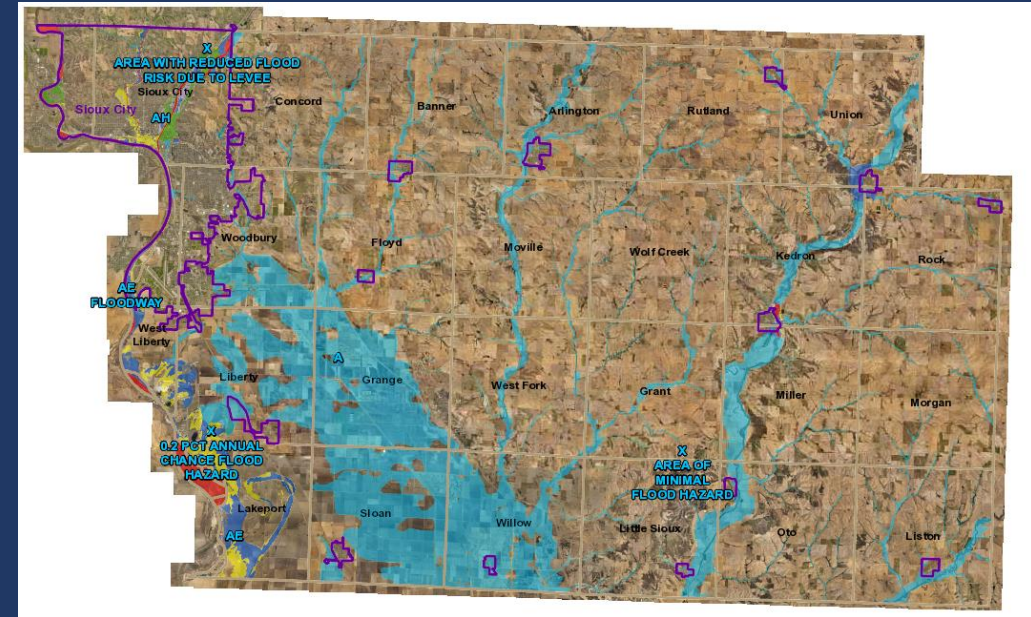 X
AREA WITH REDUCED FLOOD
RISK DUE TO LEVEE
Sioux City
Sioux City
AH
Concord
Banner
Arlington
Rutland
Union
Woodbury
Floyd
Moville
Wolf Creek
Kedron
Rock
AE
FLOODWAY
West
Liberty
Liberty
A
Grange
West Fork
Grant
Miller
Morgan
X
0.2 PCT ANNUAL
CHANCE FLOOD
HAZARD
X
AREA OF
MINIMAL
FLOOD HAZARD
Lakeport
AE
Sloan
Willow
Little Sioux
Oto
Liston